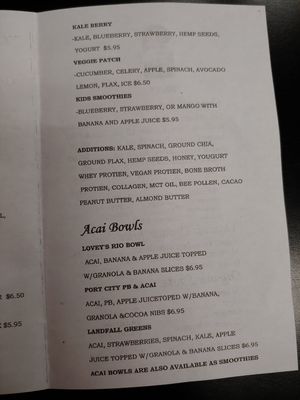 KALE BERRY
-KALE, BLUEBERRY, STRAWBERRY, HEMP SEEDS,
YOGURT $5.95
VEGGIE PATCH
-CUCUMBER, CELERY, APPLE, SPINACH, AVOCADO
LEMON, FLAX, ICE $6.50
KIDS SMOOTHIES
-BLUEBERRY, STRAWBERRY, OR MANGO WITH
BANANA AND APPLE JUICE $5.95
ADDITIONS: KALE, SPINACH, GROUND CHIA,
GROUND FLAX, HEMP SEEDS, HONEY, YOUGURT
WHEY PROTIEN, VEGAN PROTIEN, BONE BROTH
PROTIEN, COLLAGEN, MCT OIL, BEE POLLEN, CACAO
PEANUT BUTTER, ALMOND BUTTER
Acai Bowls
LOVEY'S RIO BOWL
ACAI, BANANA & APPLE JUICE TOPPED
W/GRANOLA & BANANA SLICES $6.95
PORT CITY PB & ACAI
ACAI, PB, APPLE JUICETOPED W/BANANA,
GRANOLA &COCOA NIBS $6.95
LANDFALL GREENS
ACAI, STRAWBERRIES, SPINACH, KALE, APPLE
JUICE TOPPED W/GRANOLA & BANANA SLICES $6.95
ACAI BOWLS ARE ALSO AVAILABLE AS SMOOTHIES
L,
$6.50
$5.95